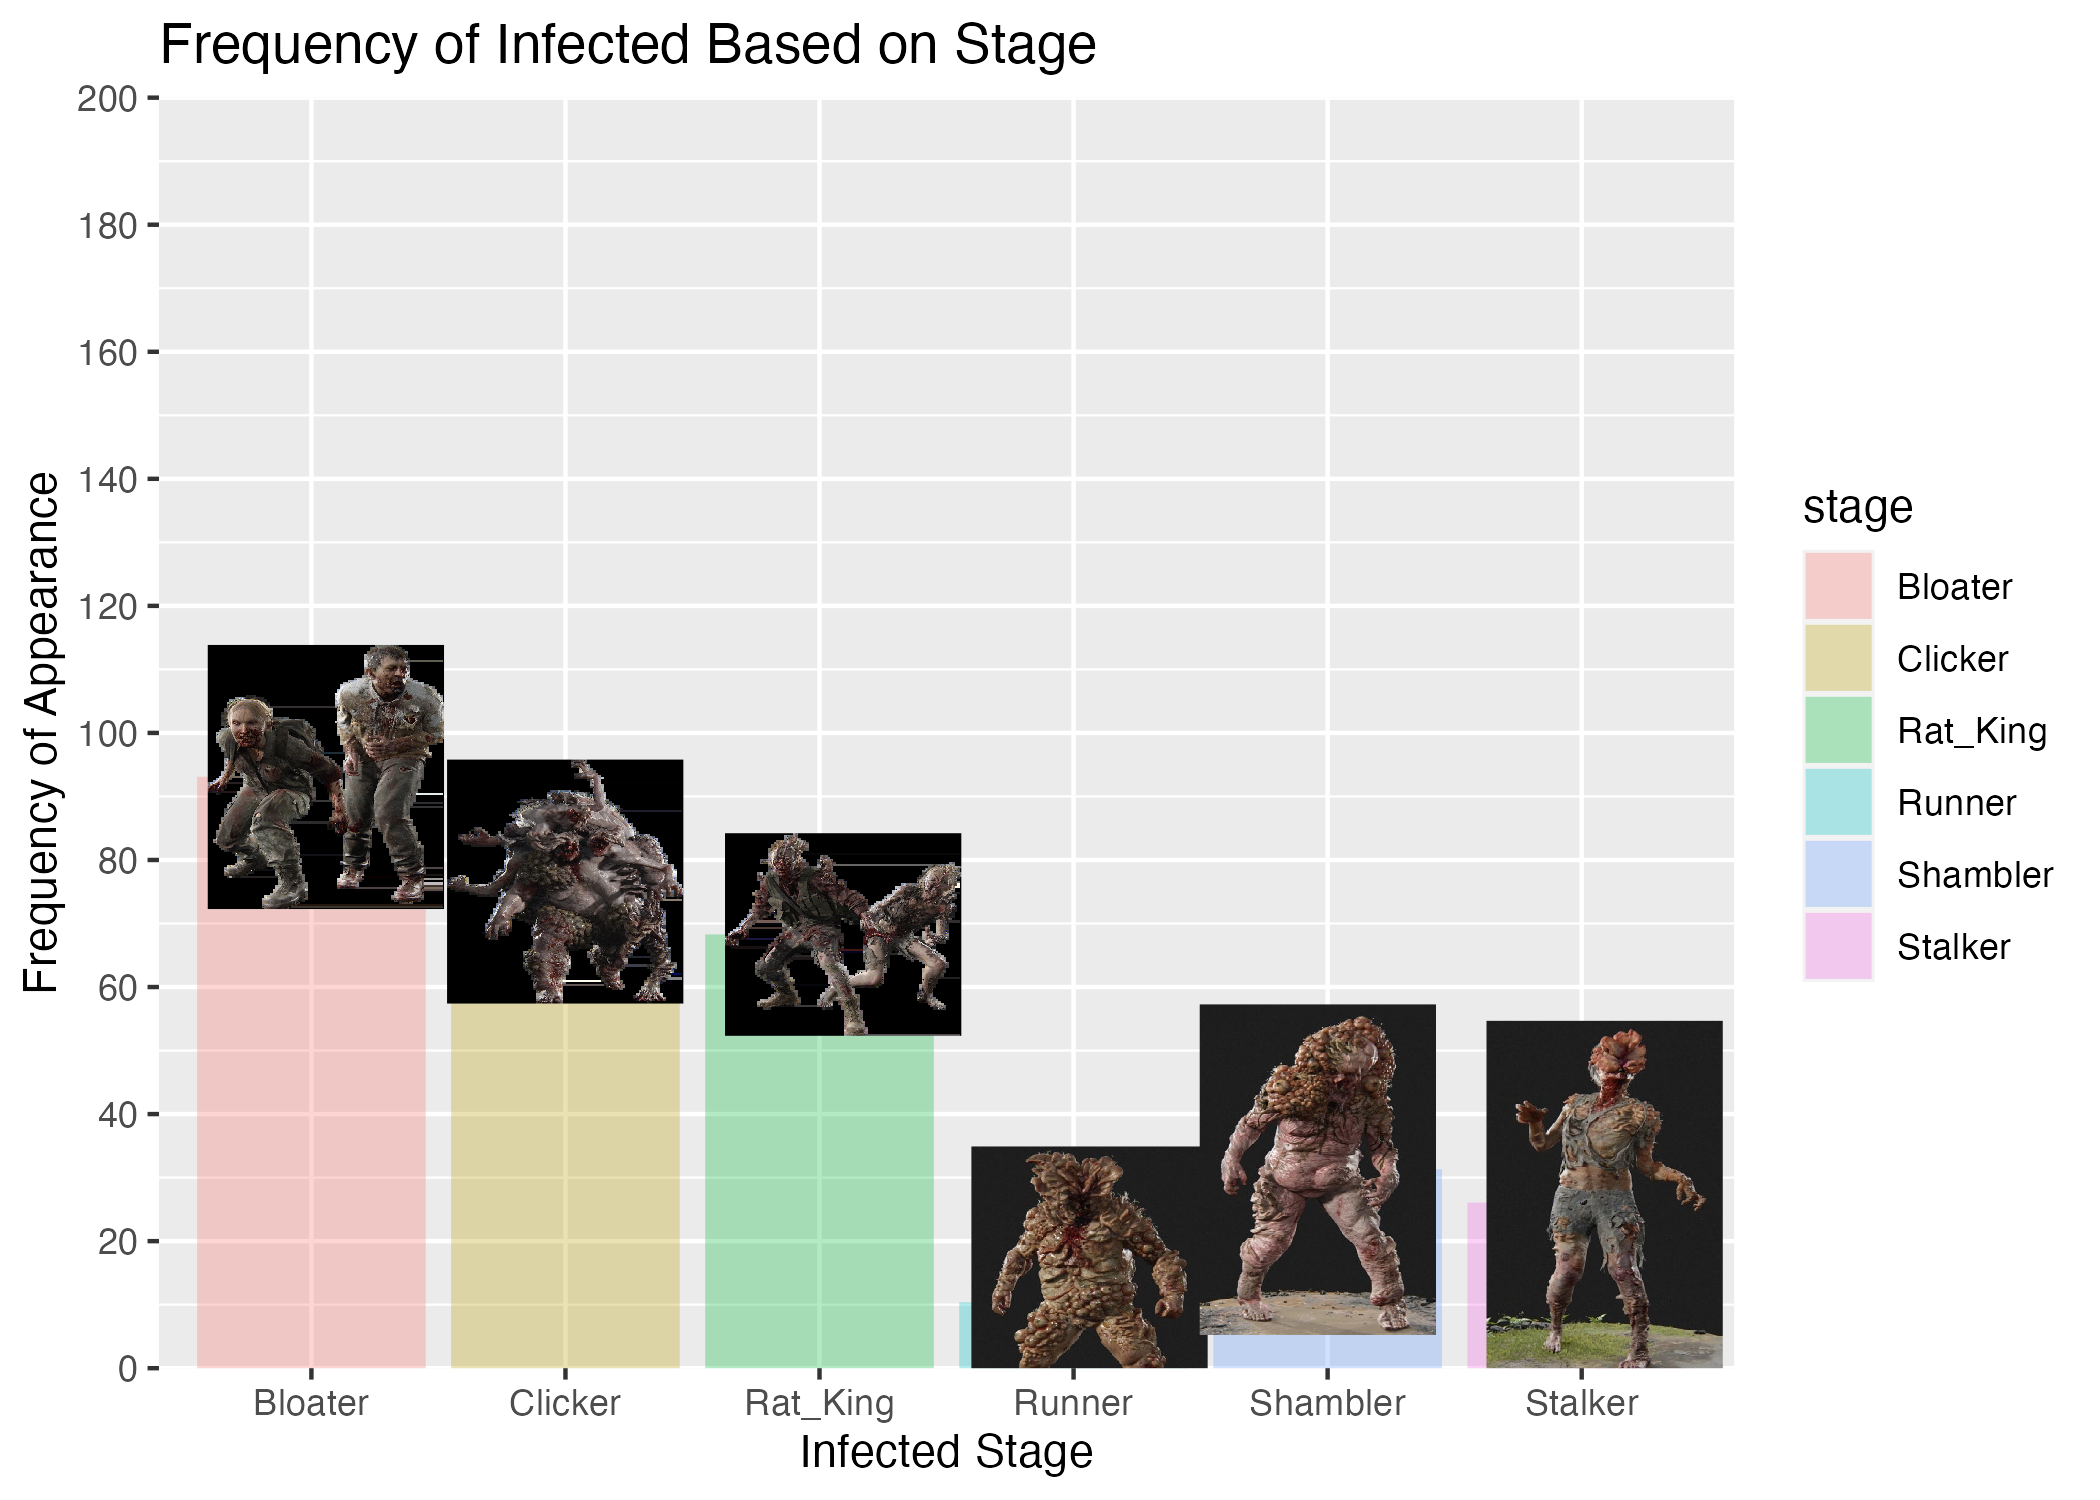 Frequency of Infected Based on Stage
200
180
160
140
120
100
80
60
40
20
0
Frequency of Appearance
Bloater
Clicker
Rat_King
Runner
Shambler
Stalker
Infected Stage
stage
Bloater
Clicker
Rat_King
Runner
Shambler
Stalker